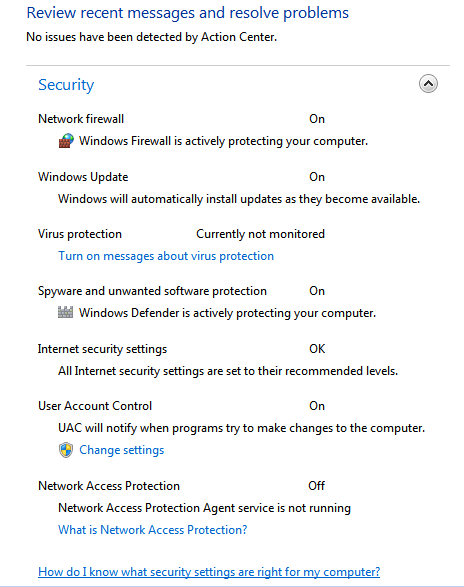 Review recent messages and resolve problems
No issues have been detected by Action Center.
Security
Network firewall On
Windows Firewall is actively protecting your computer.
Windows Update On
Windows will automatically install updates as they become available.
Virus protection Currently not monitored
Turn on messages about virus protection
Spyware and unwanted software protection On
Windows Defender is actively protecting your computer.
Internet security settings OK
All Internet security settings are set to their recommended levels.
User Account Control On
UAC will notify when programs try to make changes to the computer.
Change settings
Network Access Protection Off
Network Access Protection Agent service is not running
What is Network Access Protection?
How do I know what security settings are right for my computer?